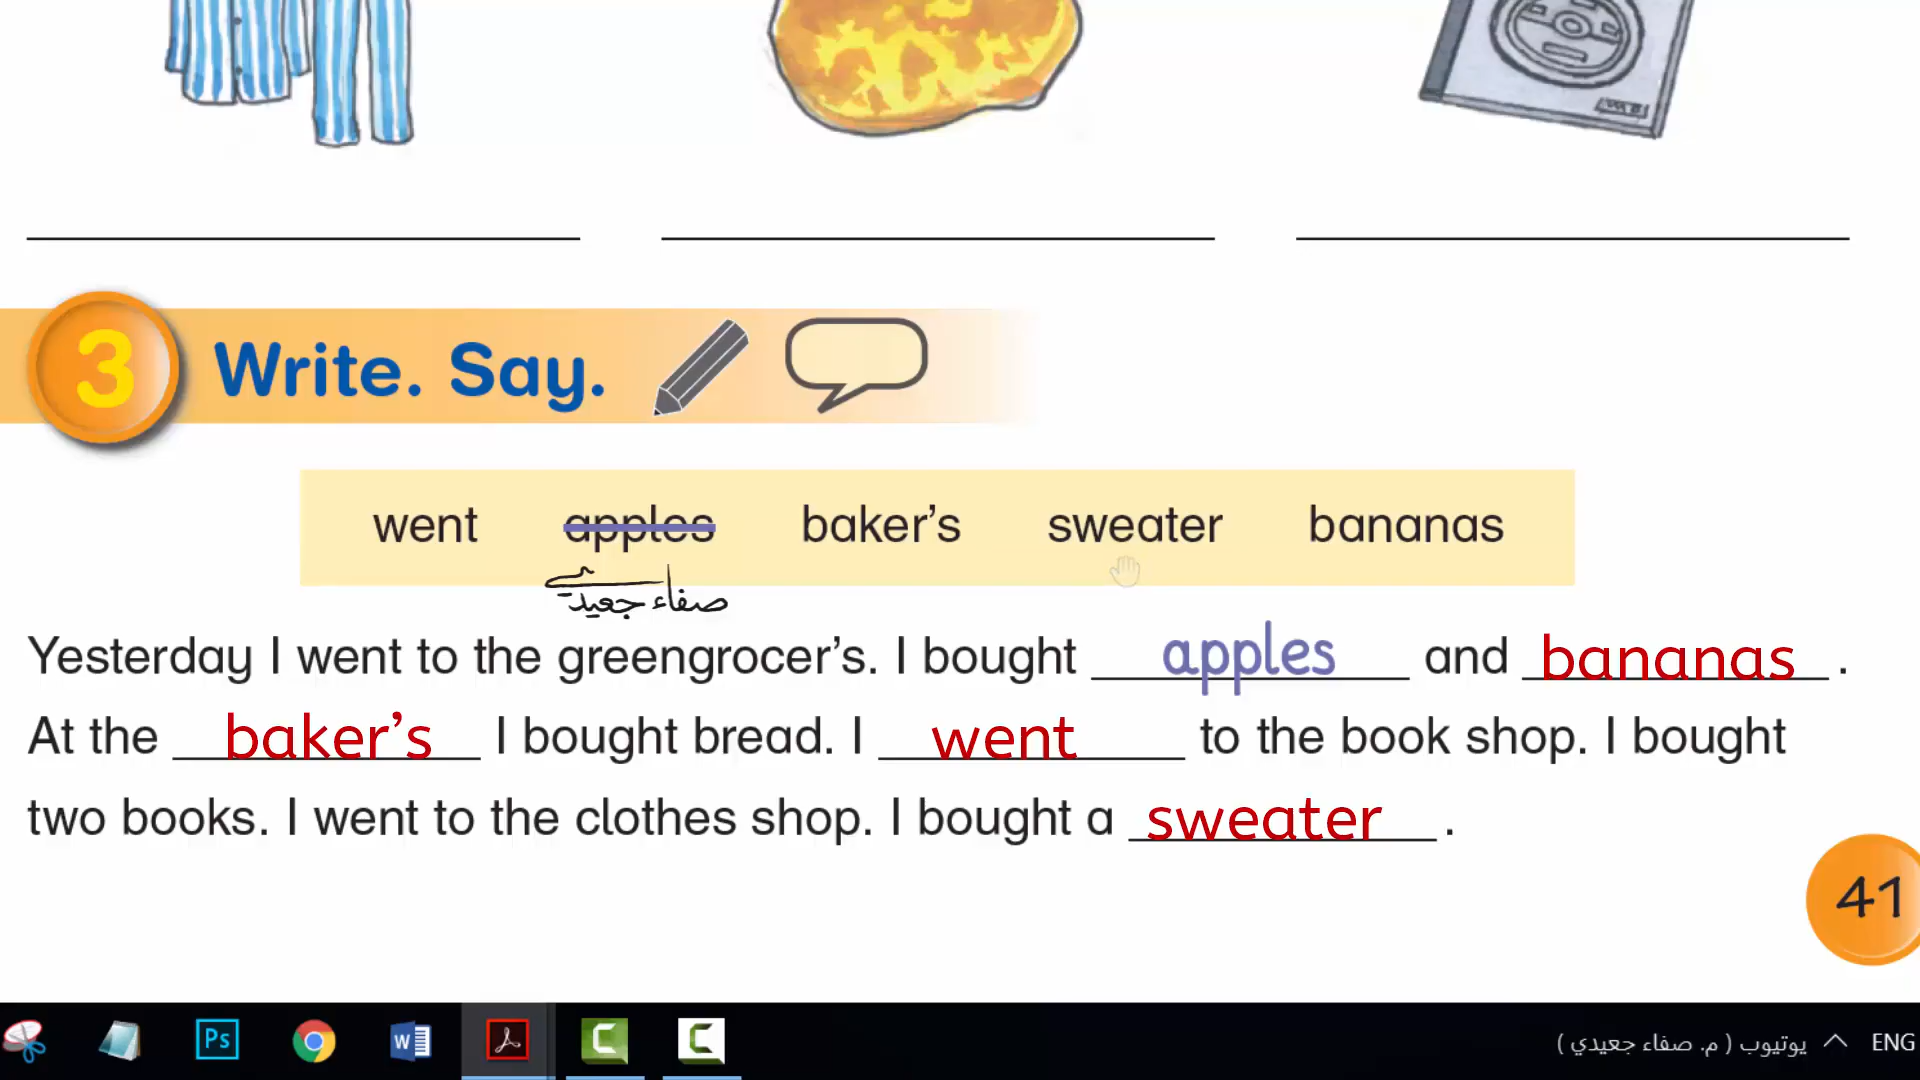 3 Write. Say.
went apples baker's sweater bananas
صفاء جعيدي
Yesterday I went to the greengrocer's. I bought apples and bananas.
At the baker's I bought bread. I went to the book shop. I bought
two books. I went to the clothes shop. I bought a sweater.
41
Ps
W
C
C
يوتيوب ( م. صفاء جعيدي )
ENG